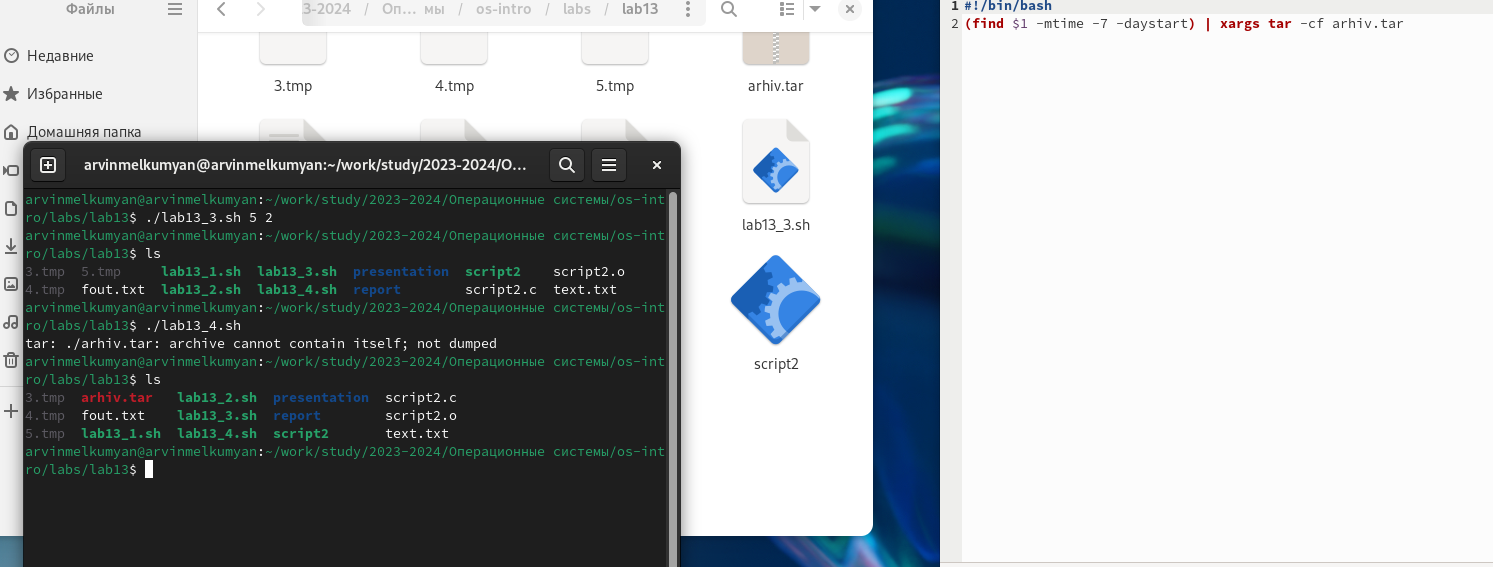 Файлы
3-2024 / Оп… мы / os-intro / labs / lab13
Недавние
Избранные
Домашняя папка
3.tmp 4.tmp 5.tmp arhiv.tar
lab13_3.sh
script2
arvinmelkumyan@arvinmelkumyan:~/work/study/2023-2024/О…
arvinmelkumyan@arvinmelkumyan:~/work/study/2023-2024/Операционные системы/os-int
ro/labs/lab13$ ./lab13_3.sh 5 2
arvinmelkumyan@arvinmelkumyan:~/work/study/2023-2024/Операционные системы/os-int
ro/labs/lab13$ ls
3.tmp 5.tmp lab13_1.sh lab13_3.sh presentation script2 script2.o
4.tmp fout.txt lab13_2.sh lab13_4.sh report script2.c text.txt
arvinmelkumyan@arvinmelkumyan:~/work/study/2023-2024/Операционные системы/os-int
ro/labs/lab13$ ./lab13_4.sh
tar: ./arhiv.tar: archive cannot contain itself; not dumped
arvinmelkumyan@arvinmelkumyan:~/work/study/2023-2024/Операционные системы/os-int
ro/labs/lab13$ ls
3.tmp arhiv.tar lab13_2.sh presentation script2.c
4.tmp fout.txt lab13_3.sh report script2.o
5.tmp lab13_1.sh lab13_4.sh script2 text.txt
arvinmelkumyan@arvinmelkumyan:~/work/study/2023-2024/Операционные системы/os-int
ro/labs/lab13$
1 #!/bin/bash
2 (find $1 -mtime -7 -daystart) | xargs tar -cf arhiv.tar